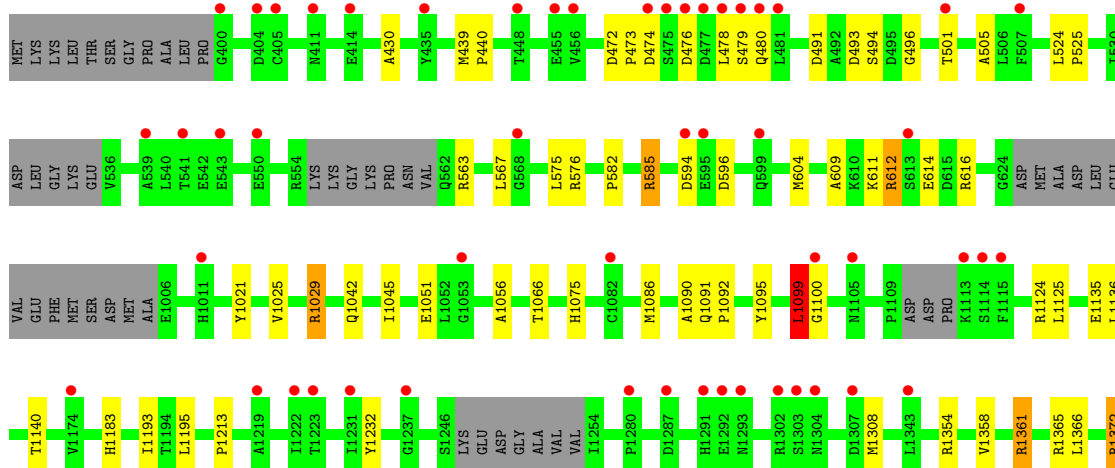 MET LYS LYS LEU THR SER GLY PRO ALA LEU PRO G400 D404 C405 N411 E414 A430 Y435 M439 P440 T448 E455 V456 D472 P473 D474 S475 D476 D477 L478 S479 Q480 L481 D491 A492 D493 S494 D495 G496 T501 A505 L506 F507 L524 P525 I530
ASP LEU GLY LYS GLU V536 A539 L540 T541 E542 E543 E550 R554 LYS LYS GLY LYS PRO ASN VAL Q562 R563 L567 G568 L575 R576 P582 R585 D594 E595 D596 Q599 M604 A609 K610 K611 R612 S613 E614 D615 R616 G624 ASP MET ALA ASP LEU GLU
VAL GLU PHE MET SER ASP MET ALA E1006 H1011 Y1021 V1025 R1029 Q1042 I1045 E1051 L1052 G1053 A1056 T1066 H1075 C1082 M1086 A1090 Q1091 P1092 Y1095 L1099 G1100 N1105 P1109 ASP ASP PRO K1113 S1114 F1115 R1124 L1125 E1135 L1136
T1140 V1174 H1183 I1193 T1194 L1195 P1213 A1219 I1222 T1223 I1231 Y1232 G1237 S1246 LYS GLU ASP GLY ALA VAL VAL I1254 P1280 D1287 H1291 E1292 N1293 R1302 S1303 N1304 D1307 M1308 L1343 R1354 V1358 R1361 R1365 L1366